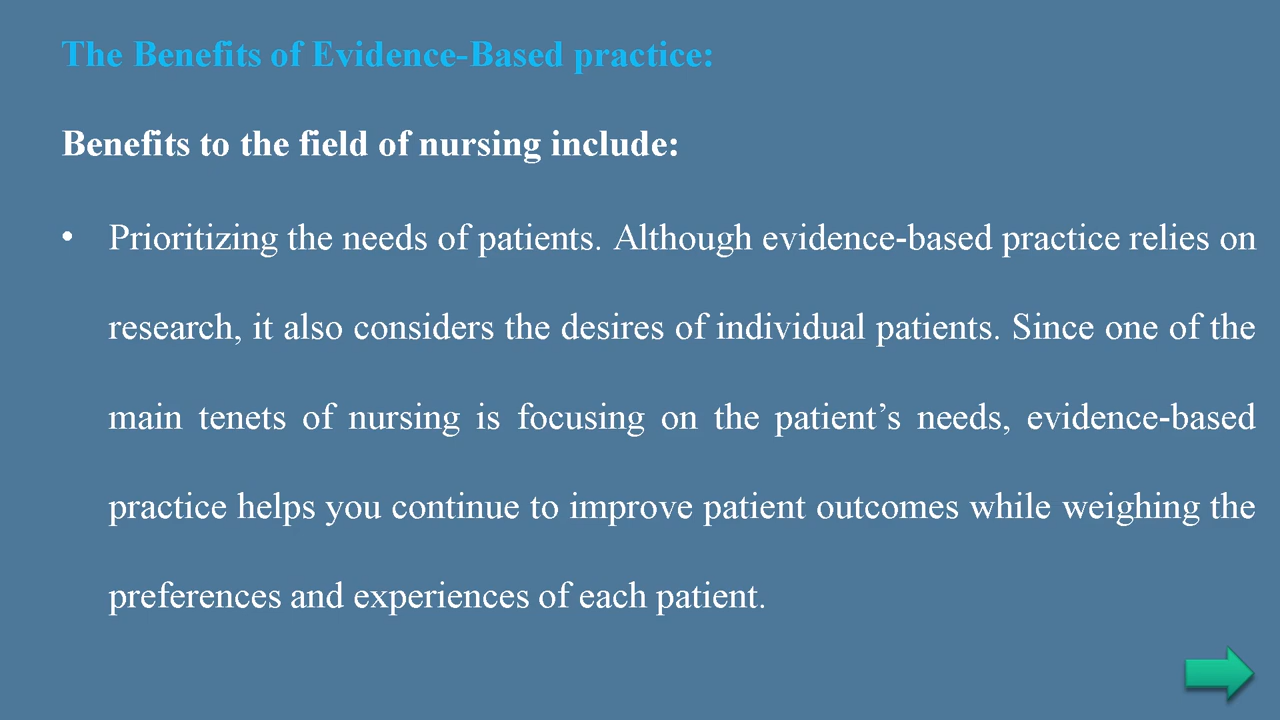 The Benefits of Evidence-Based practice:
Benefits to the field of nursing include:
• Prioritizing the needs of patients. Although evidence-based practice relies on
research, it also considers the desires of individual patients. Since one of the
main tenets of nursing is focusing on the patient’s needs, evidence-based
practice helps you continue to improve patient outcomes while weighing the
preferences and experiences of each patient.